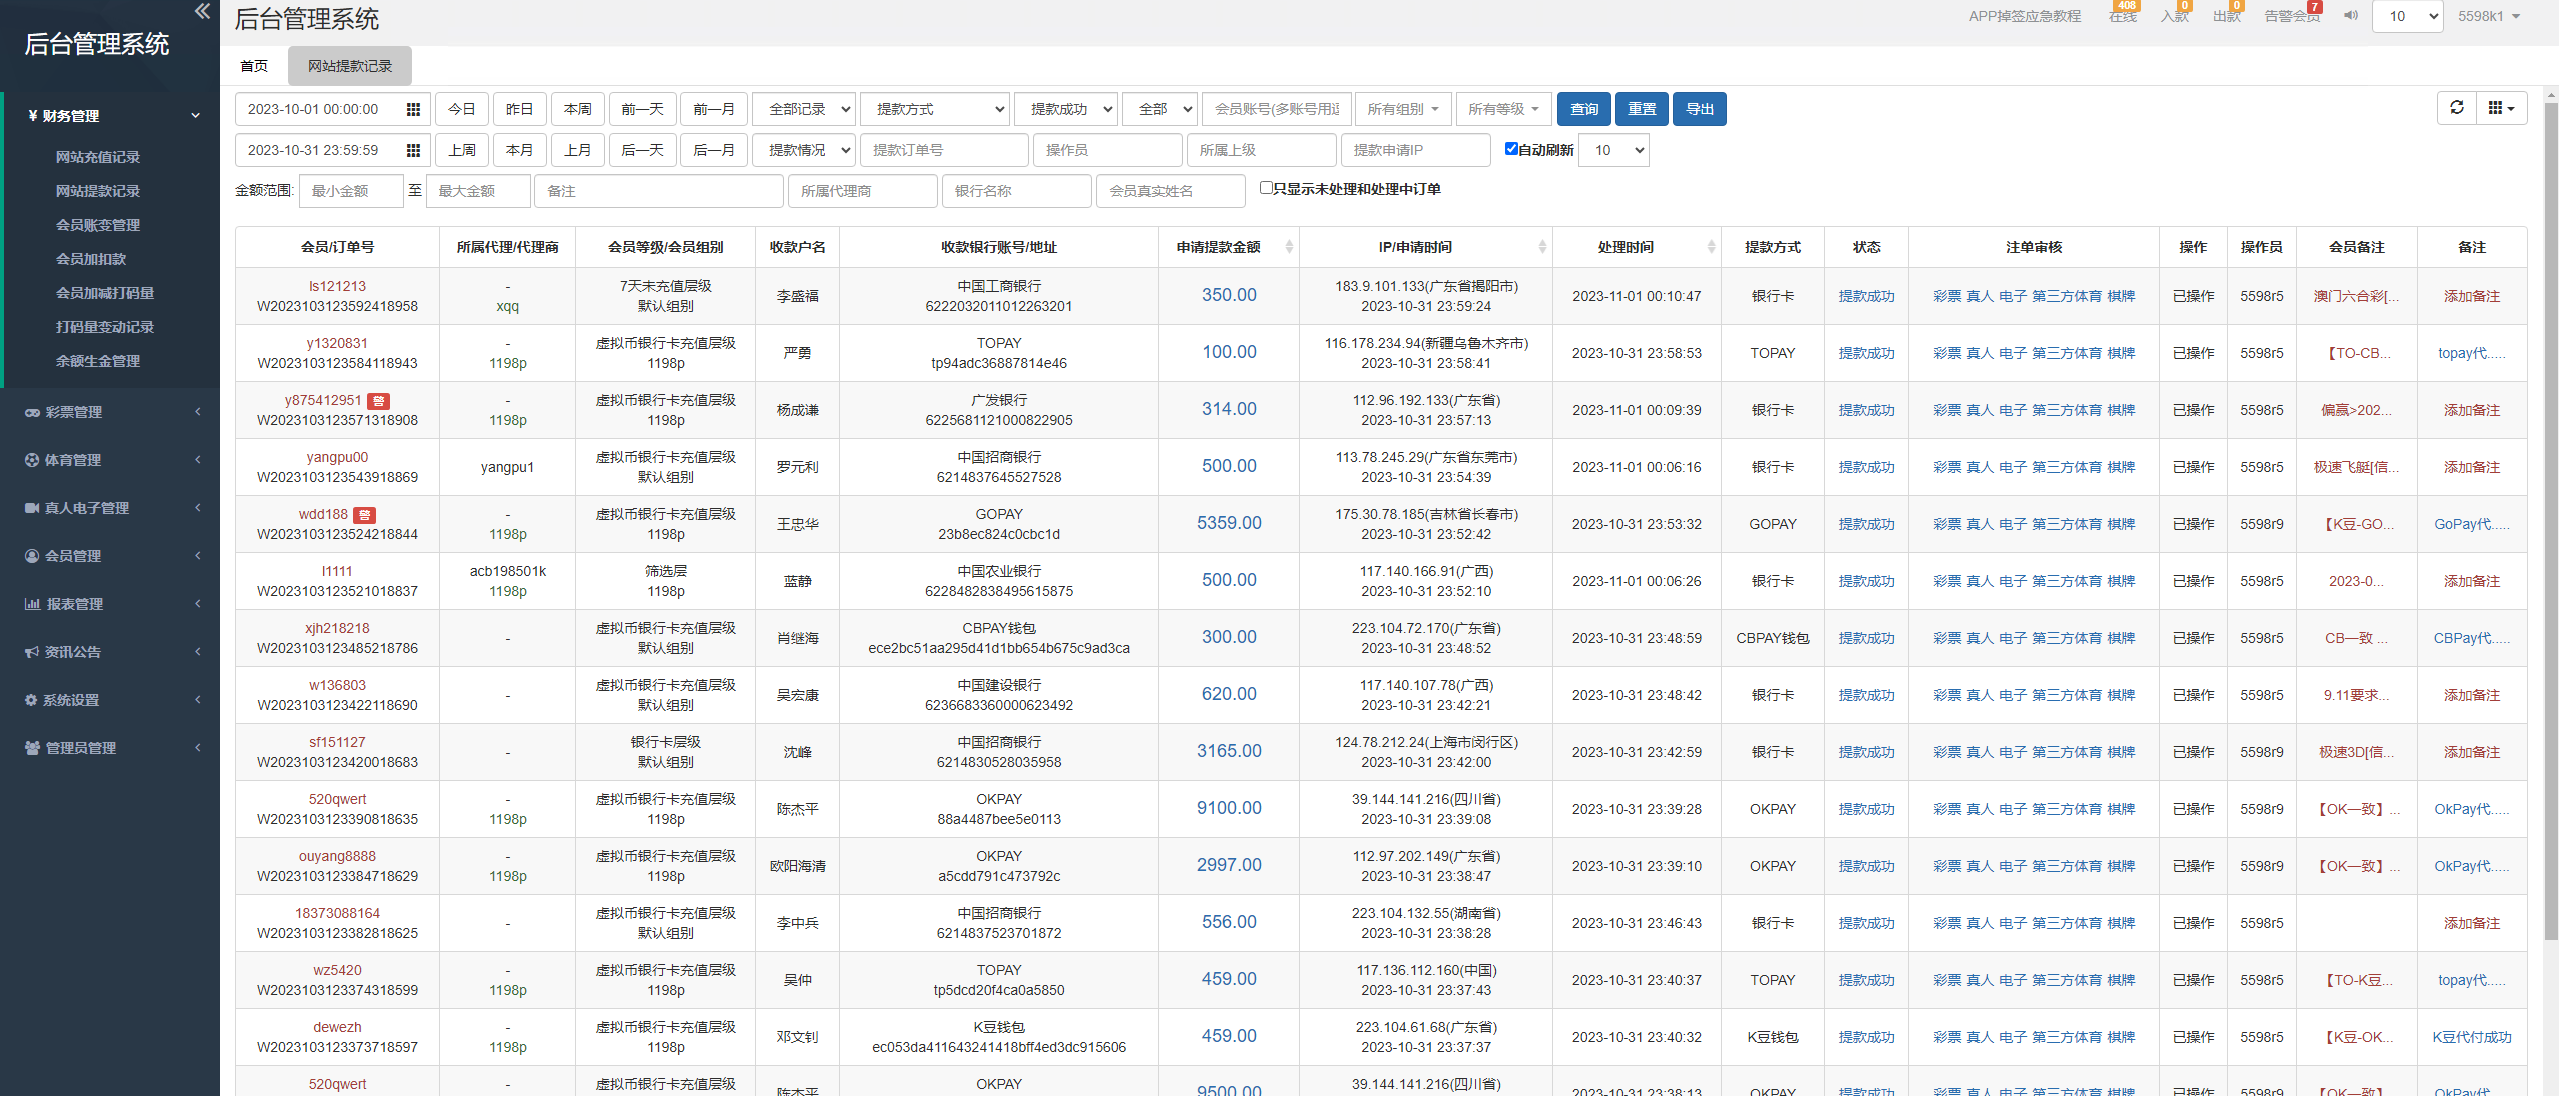 后台管理系统
APP掉签应急教程 在线 408 入款 0 出款 0 告警会员 7 10 5598k1
后台管理系统
首页 网站提款记录
¥ 财务管理
网站充值记录
网站提款记录
会员账变管理
会员加扣款
会员加减打码量
打码量变动记录
余额生金管理
彩票管理
体育管理
真人电子管理
会员管理
报表管理
资讯公告
系统设置
管理员管理
2023-10-01 00:00:00 今日 昨日 本周 前一天 前一月 全部记录 提款方式 提款成功 全部 会员账号(多账号用逗 所有组别 所有等级 查询 重置 导出
2023-10-31 23:59:59 上周 本月 上月 后一天 后一月 提款情况 提款订单号 操作员 所属上级 提款申请IP 自动刷新 10
金额范围: 最小金额 至 最大金额 备注 所属代理商 银行名称 会员真实姓名 只显示未处理和处理中订单
会员/订单号 所属代理/代理商 会员等级/会员组别 收款户名 收款银行账号/地址 申请提款金额 IP/申请时间 处理时间 提款方式 状态 注单审核 操作 操作员 会员备注 备注
ls121213 - 7天未充值层级 中国工商银行 183.9.101.133(广东省揭阳市)
李盛福 350.00 2023-11-01 00:10:47 银行卡 提款成功 彩票 真人 电子 第三方体育 棋牌 已操作 5598r5 澳门六合彩[... 添加备注
W2023103123592418958 xqq 默认组别 6222032011012263201 2023-10-31 23:59:24
y1320831 - 虚拟币银行卡充值层级 TOPAY 116.178.234.94(新疆乌鲁木齐市)
严勇 100.00 2023-10-31 23:58:53 TOPAY 提款成功 彩票 真人 电子 第三方体育 棋牌 已操作 5598r5 【TO-CB... topay代.....
W2023103123584118943 1198p 1198p tp94adc36887814e46 2023-10-31 23:58:41
y875412951 警 - 虚拟币银行卡充值层级 广发银行 112.96.192.133(广东省)
杨成谦 314.00 2023-11-01 00:09:39 银行卡 提款成功 彩票 真人 电子 第三方体育 棋牌 已操作 5598r5 偏赢>202... 添加备注
W2023103123571318908 1198p 1198p 6225681121000822905 2023-10-31 23:57:13
yangpu00 虚拟币银行卡充值层级 中国招商银行 113.78.245.29(广东省东莞市)
yangpu1 罗元利 500.00 2023-11-01 00:06:16 银行卡 提款成功 彩票 真人 电子 第三方体育 棋牌 已操作 5598r5 极速飞艇[信... 添加备注
W2023103123543918869 默认组别 6214837645527528 2023-10-31 23:54:39
wdd188 警 - 虚拟币银行卡充值层级 GOPAY 175.30.78.185(吉林省长春市)
王忠华 5359.00 2023-10-31 23:53:32 GOPAY 提款成功 彩票 真人 电子 第三方体育 棋牌 已操作 5598r9 【K豆-GO... GoPay代.....
W2023103123524218844 1198p 1198p 23b8ec824c0cbc1d 2023-10-31 23:52:42
l1111 acb198501k 筛选层 中国农业银行 117.140.166.91(广西)
蓝静 500.00 2023-11-01 00:06:26 银行卡 提款成功 彩票 真人 电子 第三方体育 棋牌 已操作 5598r5 2023-0... 添加备注
W2023103123521018837 1198p 1198p 6228482838495615875 2023-10-31 23:52:10
xjh218218 虚拟币银行卡充值层级 CBPAY钱包 223.104.72.170(广东省)
- 肖继海 300.00 2023-10-31 23:48:59 CBPAY钱包 提款成功 彩票 真人 电子 第三方体育 棋牌 已操作 5598r5 CB一致 ... CBPay代.....
W2023103123485218786 默认组别 ece2bc51aa295d41d1bb654b675c9ad3ca 2023-10-31 23:48:52
w136803 虚拟币银行卡充值层级 中国建设银行 117.140.107.78(广西)
- 吴宏康 620.00 2023-10-31 23:48:42 银行卡 提款成功 彩票 真人 电子 第三方体育 棋牌 已操作 5598r5 9.11要求... 添加备注
W2023103123422118690 默认组别 6236683360000623492 2023-10-31 23:42:21
sf151127 银行卡层级 中国招商银行 124.78.212.24(上海市闵行区)
- 沈峰 3165.00 2023-10-31 23:42:59 银行卡 提款成功 彩票 真人 电子 第三方体育 棋牌 已操作 5598r9 极速3D[信... 添加备注
W2023103123420018683 默认组别 6214830528035958 2023-10-31 23:42:00
520qwert - 虚拟币银行卡充值层级 OKPAY 39.144.141.216(四川省)
陈杰平 9100.00 2023-10-31 23:39:28 OKPAY 提款成功 彩票 真人 电子 第三方体育 棋牌 已操作 5598r9 【OK一致】... OkPay代.....
W2023103123390818635 1198p 1198p 88a4487bee5e0113 2023-10-31 23:39:08
ouyang8888 - 虚拟币银行卡充值层级 OKPAY 112.97.202.149(广东省)
欧阳海清 2997.00 2023-10-31 23:39:10 OKPAY 提款成功 彩票 真人 电子 第三方体育 棋牌 已操作 5598r9 【OK一致】... OkPay代.....
W2023103123384718629 1198p 1198p a5cdd791c473792c 2023-10-31 23:38:47
18373088164 虚拟币银行卡充值层级 中国招商银行 223.104.132.55(湖南省)
- 李中兵 556.00 2023-10-31 23:46:43 银行卡 提款成功 彩票 真人 电子 第三方体育 棋牌 已操作 5598r5 添加备注
W2023103123382818625 默认组别 6214837523701872 2023-10-31 23:38:28
wz5420 - 虚拟币银行卡充值层级 TOPAY 117.136.112.160(中国)
吴仲 459.00 2023-10-31 23:40:37 TOPAY 提款成功 彩票 真人 电子 第三方体育 棋牌 已操作 5598r5 【TO-K豆... topay代.....
W2023103123374318599 1198p 1198p tp5dcd20f4ca0a5850 2023-10-31 23:37:43
dewezh - 虚拟币银行卡充值层级 K豆钱包 223.104.61.68(广东省)
邓文钊 459.00 2023-10-31 23:40:32 K豆钱包 提款成功 彩票 真人 电子 第三方体育 棋牌 已操作 5598r5 【K豆-OK... K豆代付成功
W2023103123373718597 1198p 1198p ec053da411643241418bff4ed3dc915606 2023-10-31 23:37:37
520qwert - 虚拟币银行卡充值层级 OKPAY 39.144.141.216(四川省)
陈杰平 9500.00 2023-10-31 23:38:13 OKPAY 提款成功 彩票 真人 电子 第三方体育 棋牌 已操作 5598r9 【OK一致】... OkPay代.....